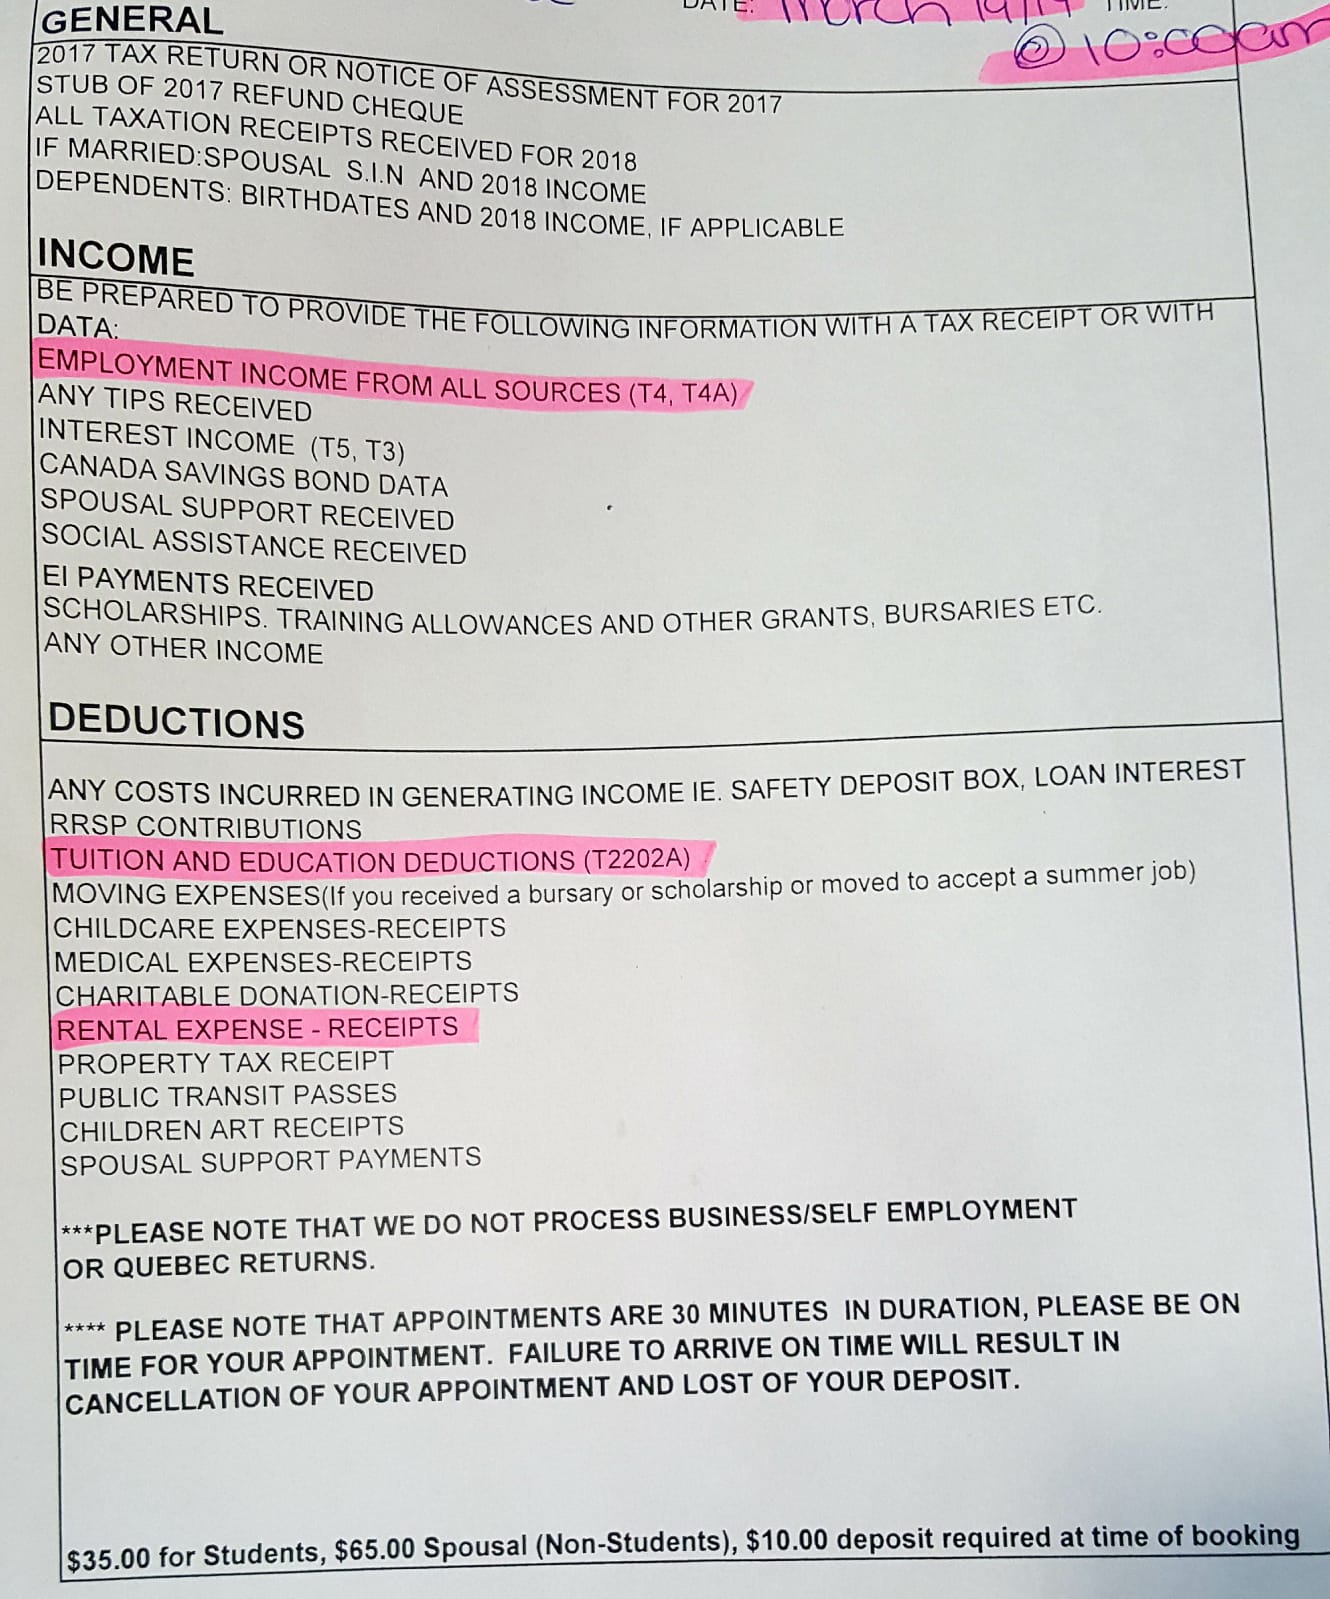 DATE: March 19/19 TIME:
@ 10:00am
GENERAL
2017 TAX RETURN OR NOTICE OF ASSESSMENT FOR 2017
STUB OF 2017 REFUND CHEQUE
ALL TAXATION RECEIPTS RECEIVED FOR 2018
IF MARRIED:SPOUSAL S.I.N AND 2018 INCOME
DEPENDENTS: BIRTHDATES AND 2018 INCOME, IF APPLICABLE
INCOME
BE PREPARED TO PROVIDE THE FOLLOWING INFORMATION WITH A TAX RECEIPT OR WITH
DATA:
EMPLOYMENT INCOME FROM ALL SOURCES (T4, T4A)
ANY TIPS RECEIVED
INTEREST INCOME (T5, T3)
CANADA SAVINGS BOND DATA
SPOUSAL SUPPORT RECEIVED
SOCIAL ASSISTANCE RECEIVED
EI PAYMENTS RECEIVED
SCHOLARSHIPS. TRAINING ALLOWANCES AND OTHER GRANTS, BURSARIES ETC.
ANY OTHER INCOME
DEDUCTIONS
ANY COSTS INCURRED IN GENERATING INCOME IE. SAFETY DEPOSIT BOX, LOAN INTEREST
RRSP CONTRIBUTIONS
TUITION AND EDUCATION DEDUCTIONS (T2202A)
MOVING EXPENSES(If you received a bursary or scholarship or moved to accept a summer job)
CHILDCARE EXPENSES-RECEIPTS
MEDICAL EXPENSES-RECEIPTS
CHARITABLE DONATION-RECEIPTS
RENTAL EXPENSE - RECEIPTS
PROPERTY TAX RECEIPT
PUBLIC TRANSIT PASSES
CHILDREN ART RECEIPTS
SPOUSAL SUPPORT PAYMENTS
***PLEASE NOTE THAT WE DO NOT PROCESS BUSINESS/SELF EMPLOYMENT
OR QUEBEC RETURNS.
**** PLEASE NOTE THAT APPOINTMENTS ARE 30 MINUTES IN DURATION, PLEASE BE ON
TIME FOR YOUR APPOINTMENT. FAILURE TO ARRIVE ON TIME WILL RESULT IN
CANCELLATION OF YOUR APPOINTMENT AND LOST OF YOUR DEPOSIT.
$35.00 for Students, $65.00 Spousal (Non-Students), $10.00 deposit required at time of booking